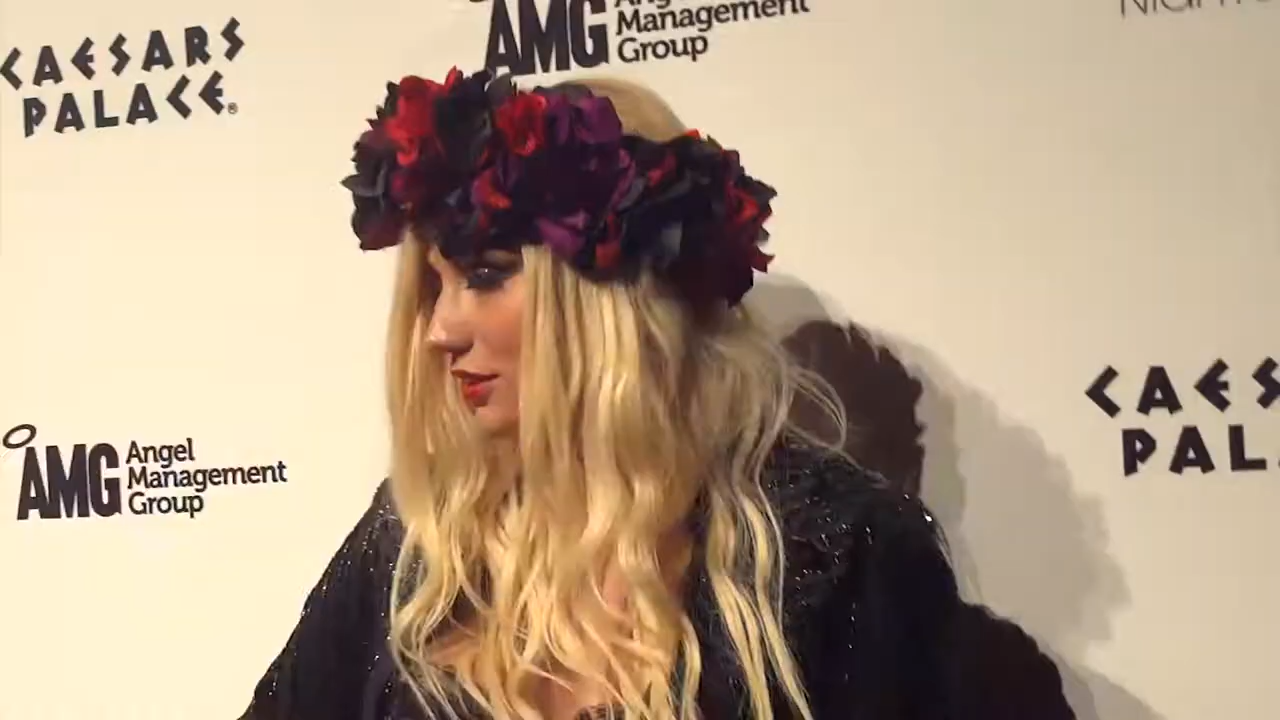 CAESARS
PALACE®
AMG
Management
Group
AMG
Angel
Management
Group
CAES
PAL